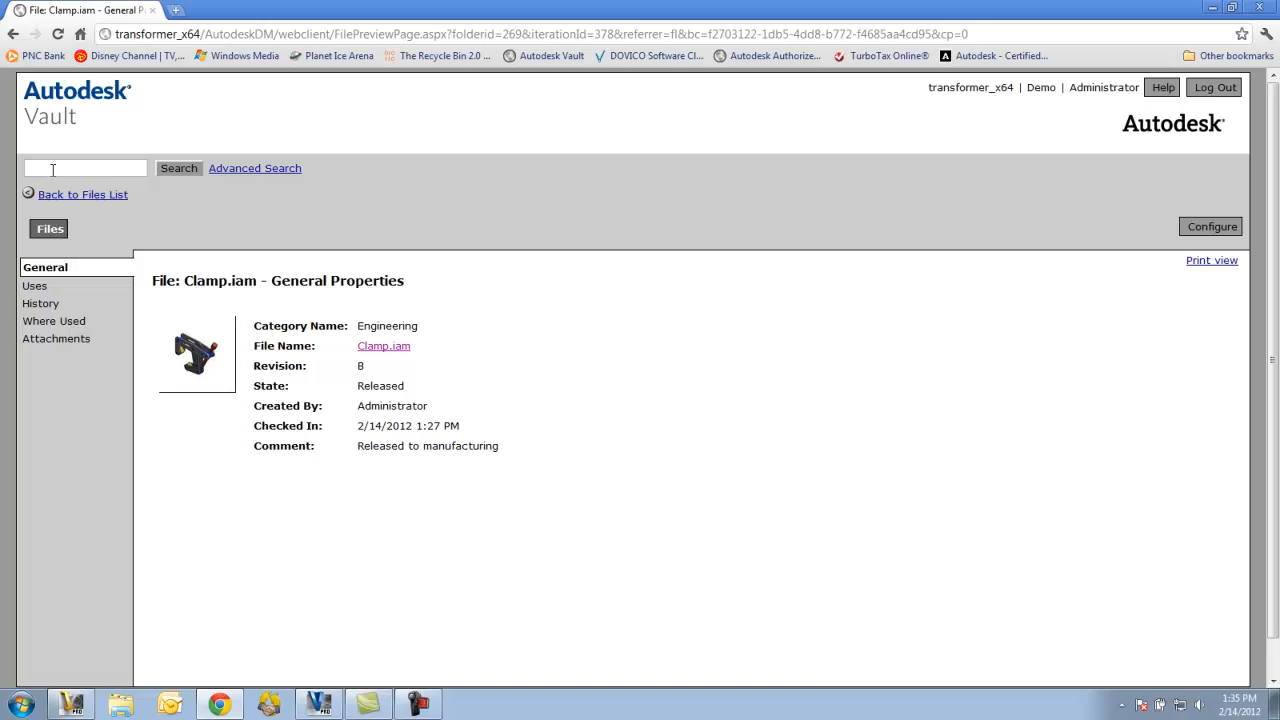 File: Clamp.iam - General P
transformer_x64/AutodeskDM/webclient/FilePreviewPage.aspx?folderid=269&iterationId=378&referrer=fl&bc=f2703122-1db5-4dd8-b772-f4685aa4cd95&cp=0
PNC Bank Disney Channel | TV,... Windows Media Planet Ice Arena The Recycle Bin 2.0 ... Autodesk Vault DOVICO Software Cl... Autodesk Authorize... TurboTax Online® Autodesk - Certified... Other bookmarks
Autodesk®
Vault
transformer_x64 | Demo | Administrator Help Log Out
Autodesk®
Search Advanced Search
Back to Files List
Files
Configure
General
Uses
History
Where Used
Attachments
Print view
File: Clamp.iam - General Properties
Category Name: Engineering
File Name: Clamp.iam
Revision: B
State: Released
Created By: Administrator
Checked In: 2/14/2012 1:27 PM
Comment: Released to manufacturing
1:35 PM
2/14/2012